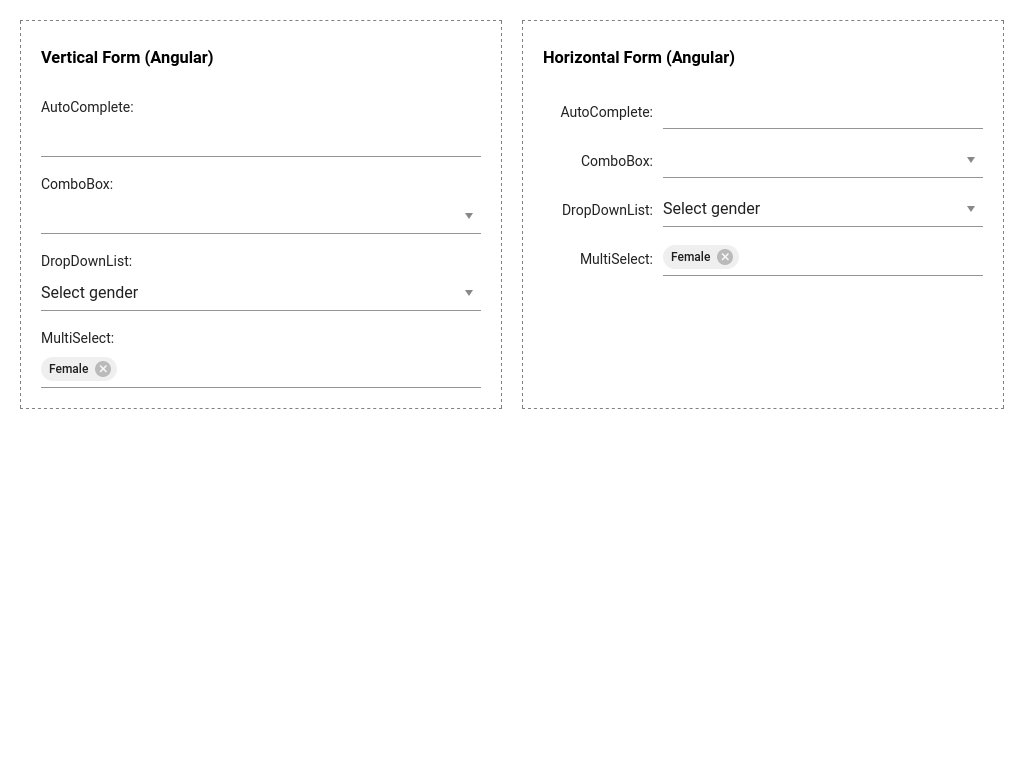 Vertical Form (Angular)
AutoComplete:
ComboBox:
DropDownList:
Select gender
MultiSelect:
Female
Horizontal Form (Angular)
AutoComplete:
ComboBox:
DropDownList: Select gender
MultiSelect: Female